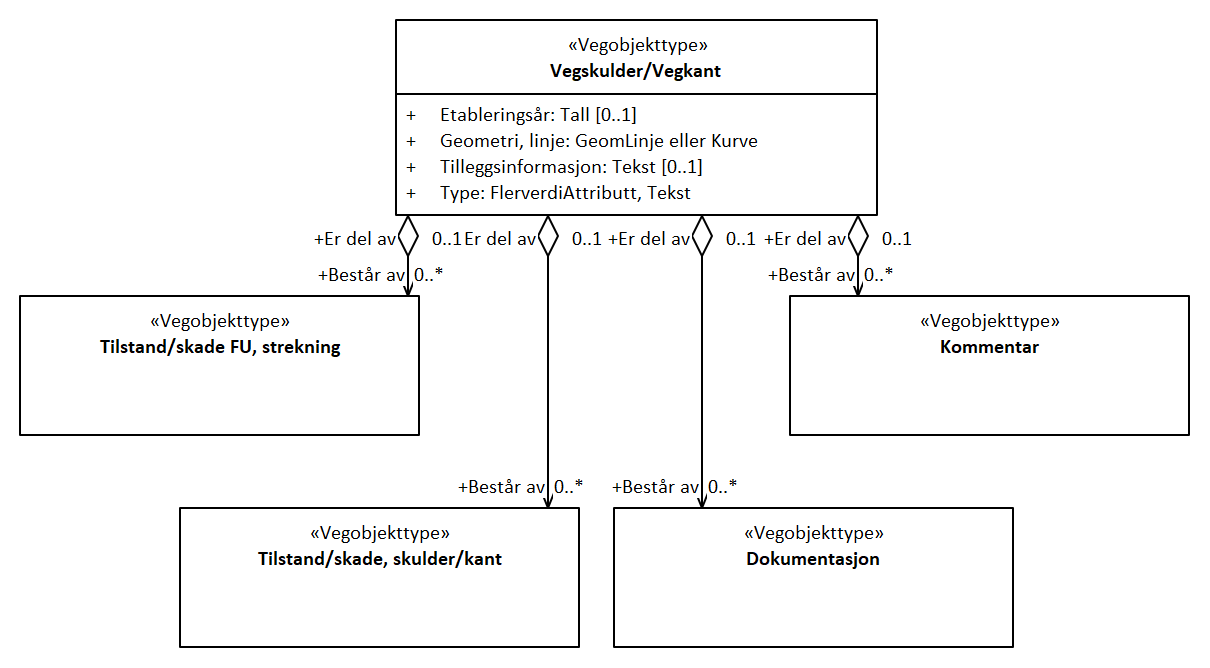 «Vegobjekttype»
Vegskulder/Vegkant
+ Etableringsår: Tall [0..1]
+ Geometri, linje: GeomLinje eller Kurve
+ Tilleggsinformasjon: Tekst [0..1]
+ Type: FlerverdiAttributt, Tekst
+Er del av 0..1 Er del av 0..1 +Er del av 0..1 +Er del av 0..1
+Består av 0..* +Består av 0..*
«Vegobjekttype»
Tilstand/skade FU, strekning
«Vegobjekttype»
Kommentar
+Består av 0..* +Består av 0..*
«Vegobjekttype»
Tilstand/skade, skulder/kant
«Vegobjekttype»
Dokumentasjon